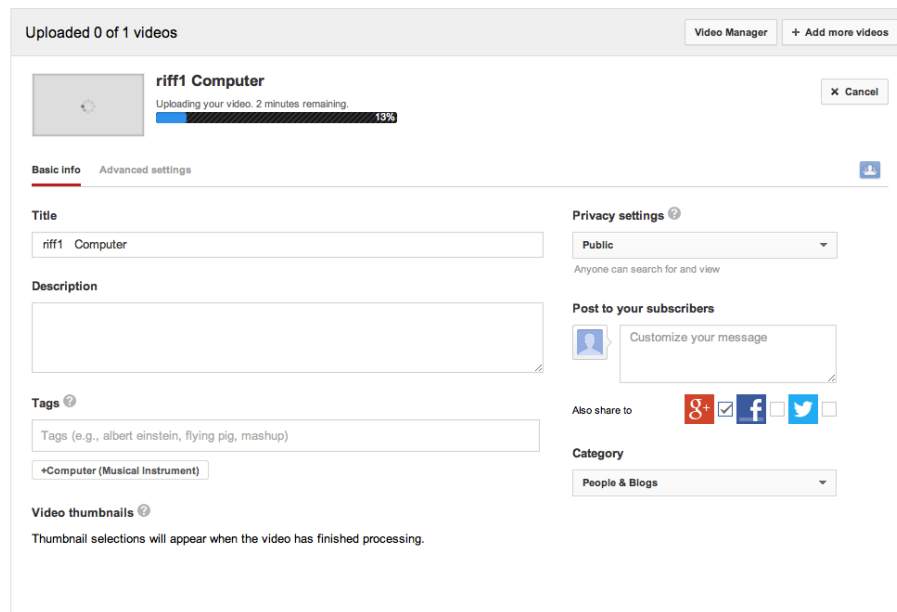 Uploaded 0 of 1 videos
Video Manager
+ Add more videos
riff1 Computer
Uploading your video. 2 minutes remaining.
13%
× Cancel
Basic info
Advanced settings
Title
riff1 Computer
Description
Tags ?
Tags (e.g., albert einstein, flying pig, mashup)
+Computer (Musical Instrument)
Video thumbnails ?
Thumbnail selections will appear when the video has finished processing.
Privacy settings ?
Public
Anyone can search for and view
Post to your subscribers
Customize your message
Also share to
g+
f
Category
People & Blogs